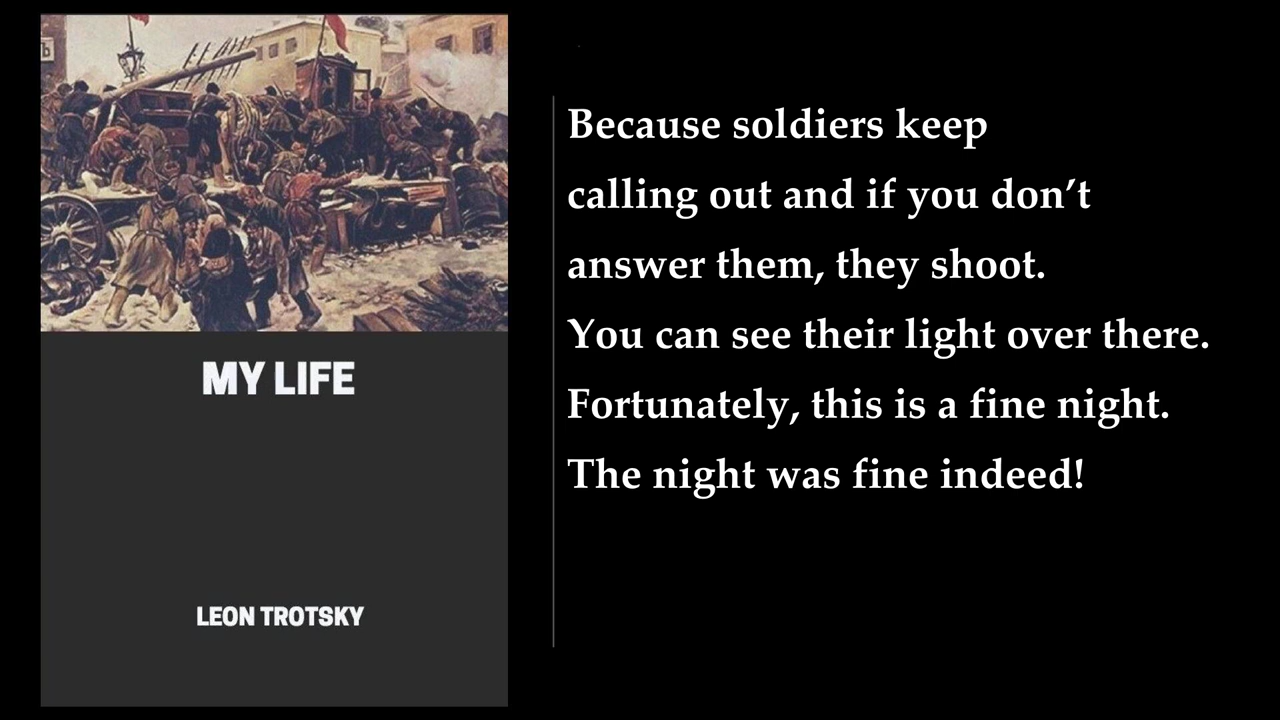 MY LIFE
LEON TROTSKY
Because soldiers keep
calling out and if you don’t
answer them, they shoot.
You can see their light over there.
Fortunately, this is a fine night.
The night was fine indeed!